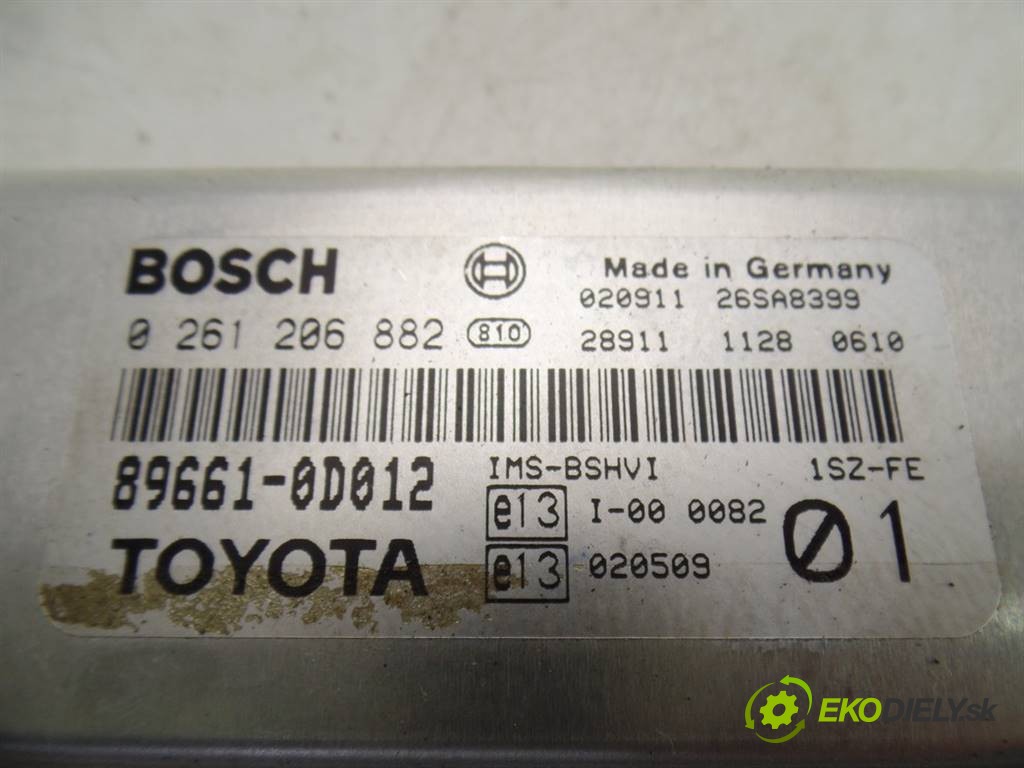 BOSCH Made in Germany
020911 26SA8399
0 261 206 882 810 28911 1128 0610
89661-0D012 IMS-BSHVI 1SZ-FE
e13 I-00 0082 01
TOYOTA e13 020509
EKODIELY.sk